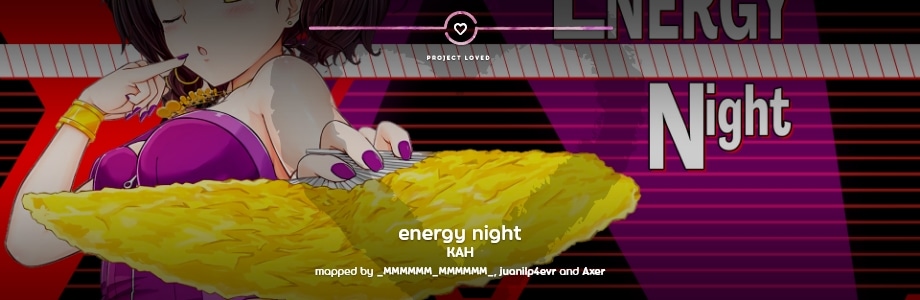 ENERGY
PROJECT LOVED
Night
energy night
KAH
mapped by _MMMMMM_MMMMMM_, juanilp4evr and Axer